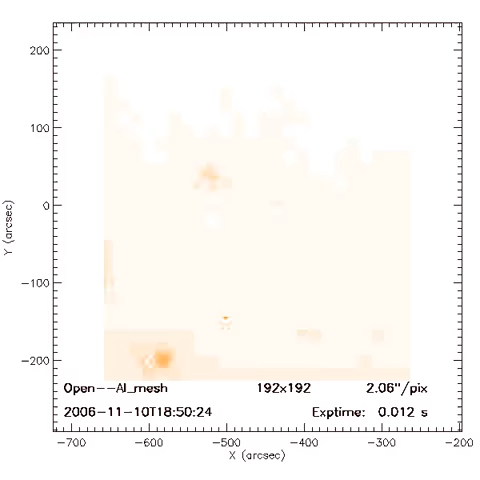 200
100
0
−100
−200
Y (arcsec)
Open−−Al_mesh 192x192 2.06"/pix
2006−11−10T18:50:24 Exptime: 0.012 s
−700 −600 −500 −400 −300 −200
X (arcsec)